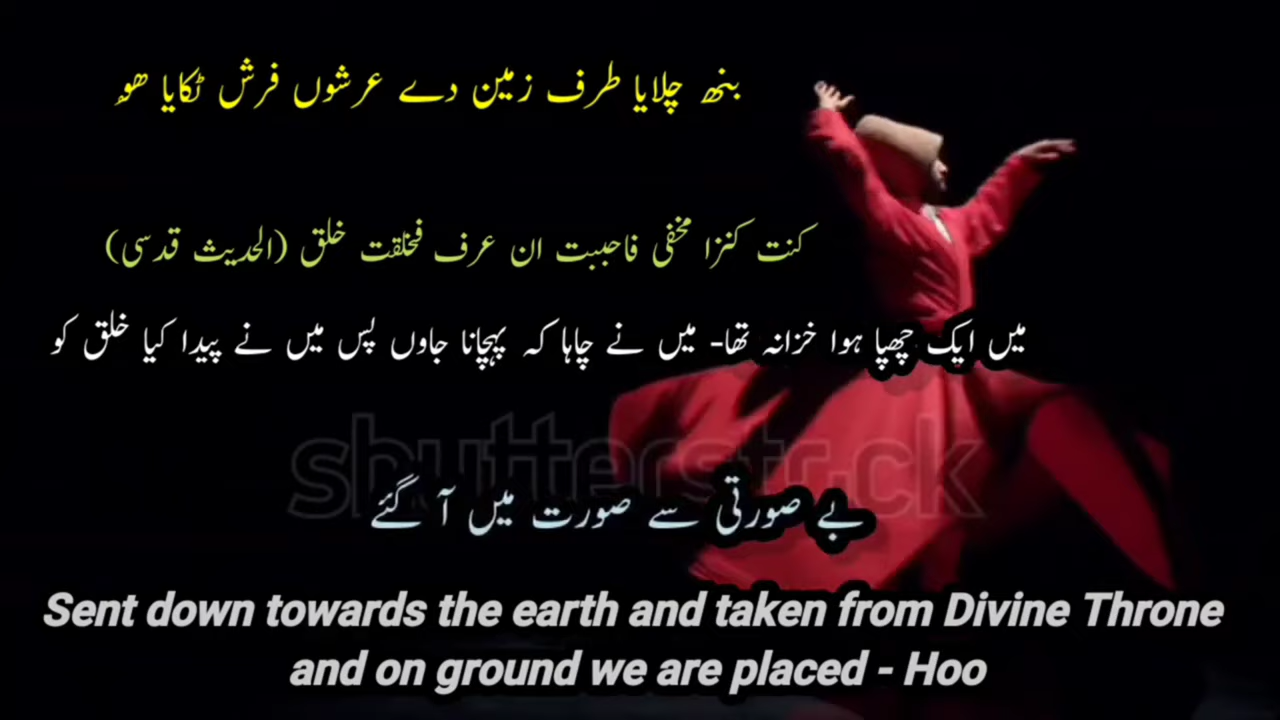 بنھ چلایا طرف زمین دے عرشوں فرش ٹکایا ھو
کنت کنزا مخفی فاحببت ان عرف فخلقت خلق (الحدیث قدسی)
میں ایک چھپا ہوا خزانہ تھا- میں نے چاہا کہ پہچانا جاوں پس میں نے پیدا کیا خلق کو
shutterstock
بے صورتی سے صورت میں آ گئے
Sent down towards the earth and taken from Divine Throne
and on ground we are placed - Hoo